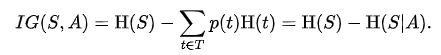 IG(S, A) = H(S) − ∑_{t∈T} p(t)H(t) = H(S) − H(S|A).